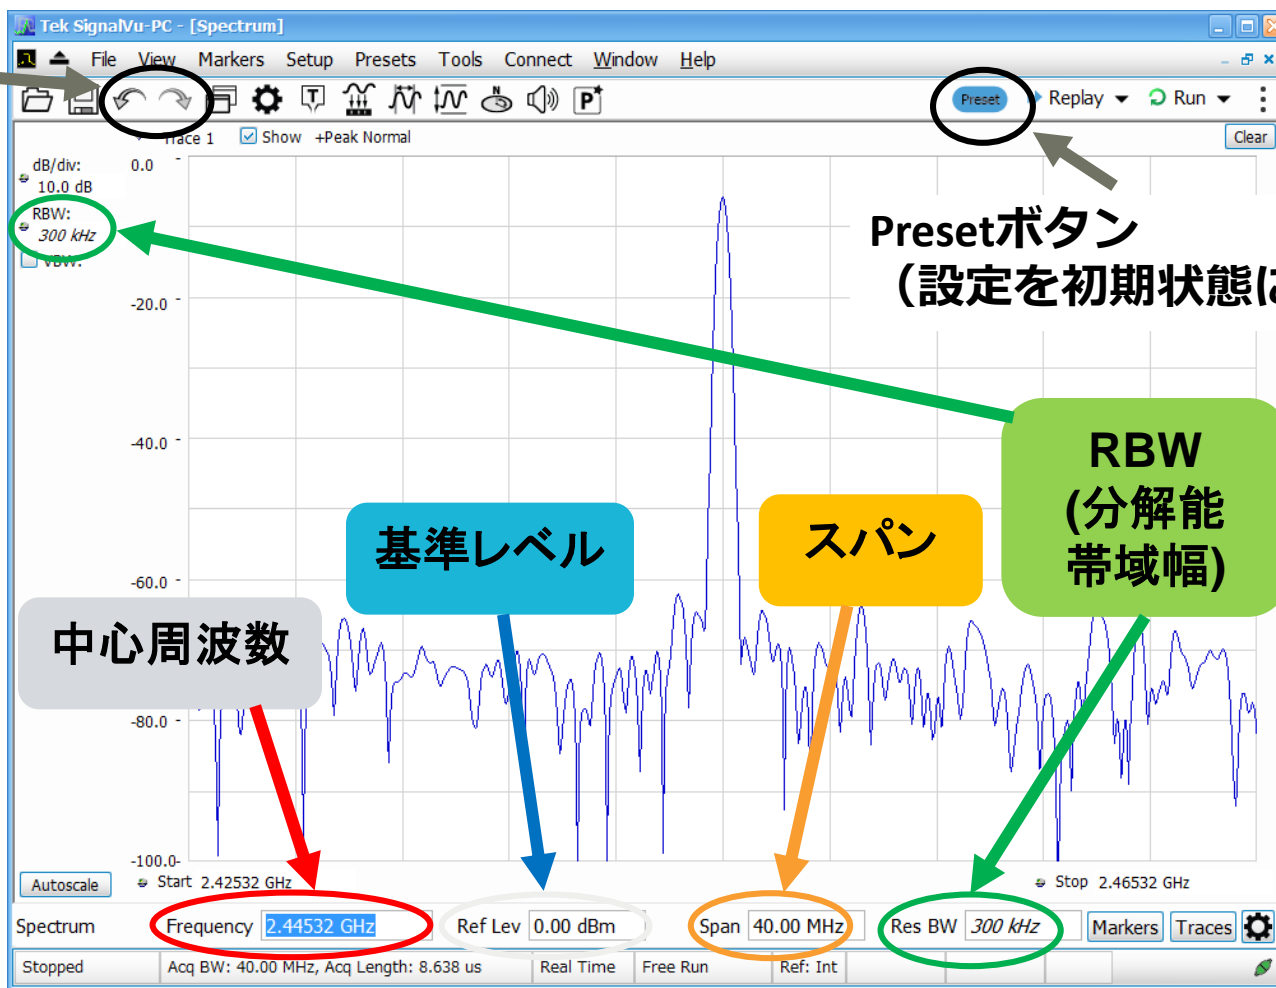 Tek SignalVu-PC - [Spectrum]
File View Markers Setup Presets Tools Connect Window Help
Preset Replay Run
Trace 1 Show +Peak Normal Clear
dB/div: 0.0
10.0 dB
RBW:
300 kHz
VBW:
Presetボタン
（設定を初期状態に
-20.0
-40.0
RBW
(分解能
帯域幅)
基準レベル
スパン
-60.0
中心周波数
-80.0
-100.0
Autoscale Start 2.42532 GHz Stop 2.46532 GHz
Spectrum Frequency 2.44532 GHz Ref Lev 0.00 dBm Span 40.00 MHz Res BW 300 kHz Markers Traces
Stopped Acq BW: 40.00 MHz, Acq Length: 8.638 us Real Time Free Run Ref: Int